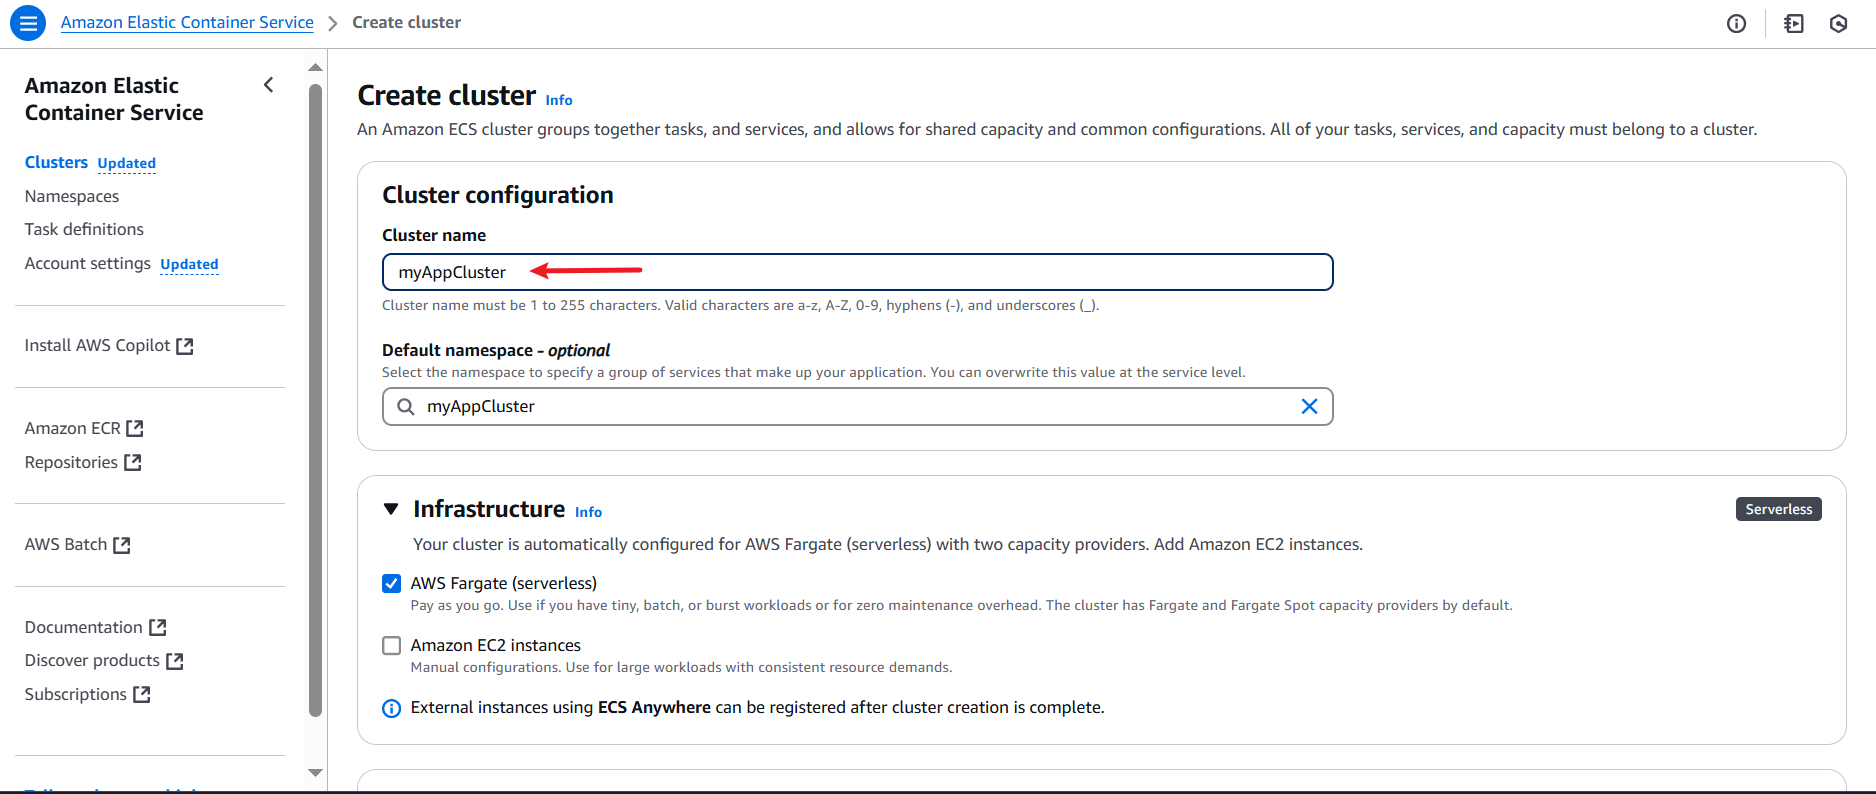 Amazon Elastic Container Service > Create cluster
Amazon Elastic
Container Service
Clusters Updated
Namespaces
Task definitions
Account settings Updated
Install AWS Copilot
Amazon ECR
Repositories
AWS Batch
Documentation
Discover products
Subscriptions
Create cluster Info
An Amazon ECS cluster groups together tasks, and services, and allows for shared capacity and common configurations. All of your tasks, services, and capacity must belong to a cluster.
Cluster configuration
Cluster name
myAppCluster
Cluster name must be 1 to 255 characters. Valid characters are a-z, A-Z, 0-9, hyphens (-), and underscores (_).
Default namespace - optional
Select the namespace to specify a group of services that make up your application. You can overwrite this value at the service level.
myAppCluster
Infrastructure Info
Serverless
Your cluster is automatically configured for AWS Fargate (serverless) with two capacity providers. Add Amazon EC2 instances.
AWS Fargate (serverless)
Pay as you go. Use if you have tiny, batch, or burst workloads or for zero maintenance overhead. The cluster has Fargate and Fargate Spot capacity providers by default.
Amazon EC2 instances
Manual configurations. Use for large workloads with consistent resource demands.
External instances using ECS Anywhere can be registered after cluster creation is complete.